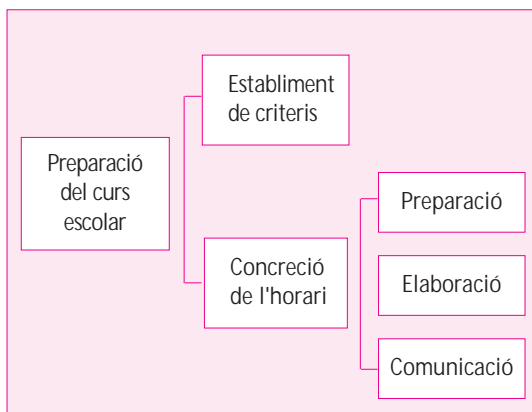 Preparació
del curs
escolar
Establiment
de criteris
Concreció
de l'horari
Preparació
Elaboració
Comunicació